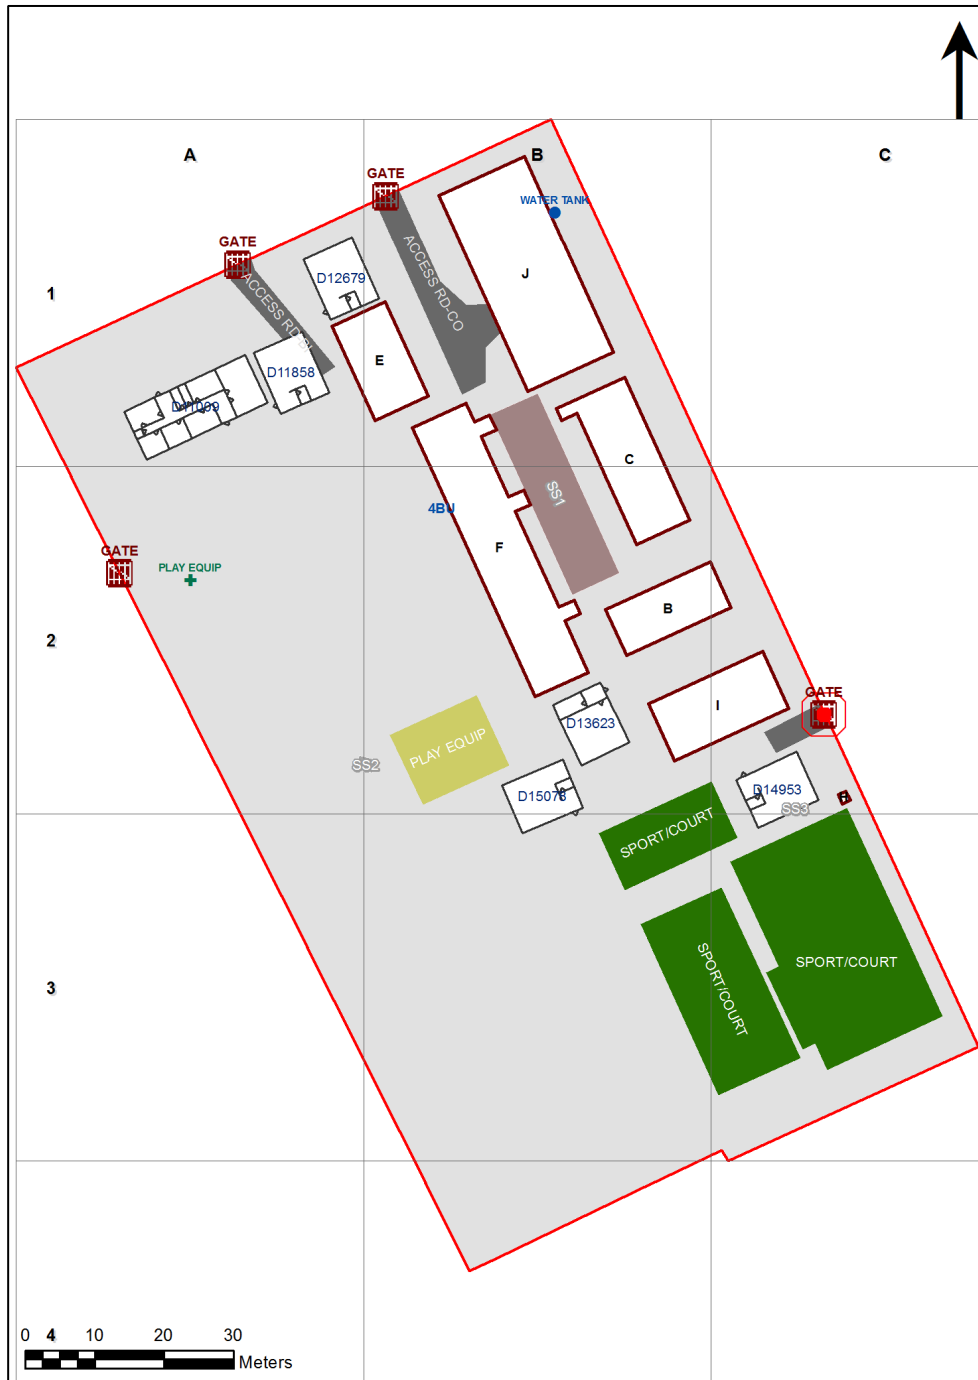 A
B
C
GATE
WATER TANK
GATE
D12679
ACCESS RD-CO
J
1
E
D11858
C
SS1
4BU
F
GATE
PLAY EQUIP
B
2
GATE
I
D13623
PLAY EQUIP
SS2
D15078
D14953
SS3
SPORT/COURT
SPORT/COURT
SPORT/COURT
3
0 4 10 20 30
Meters